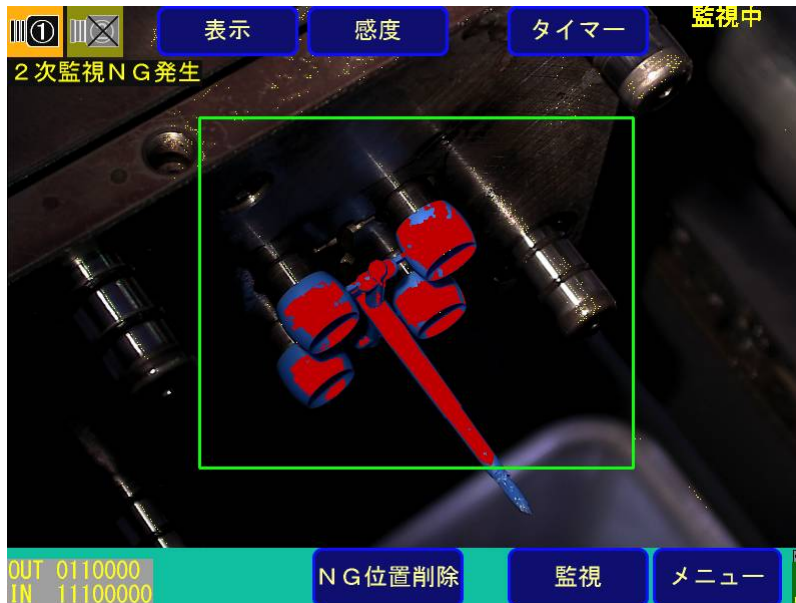 ①
表示
感度
タイマー
監視中
2次監視NG発生
OUT 0110000
IN 11100000
NG位置削除
監視
メニュー